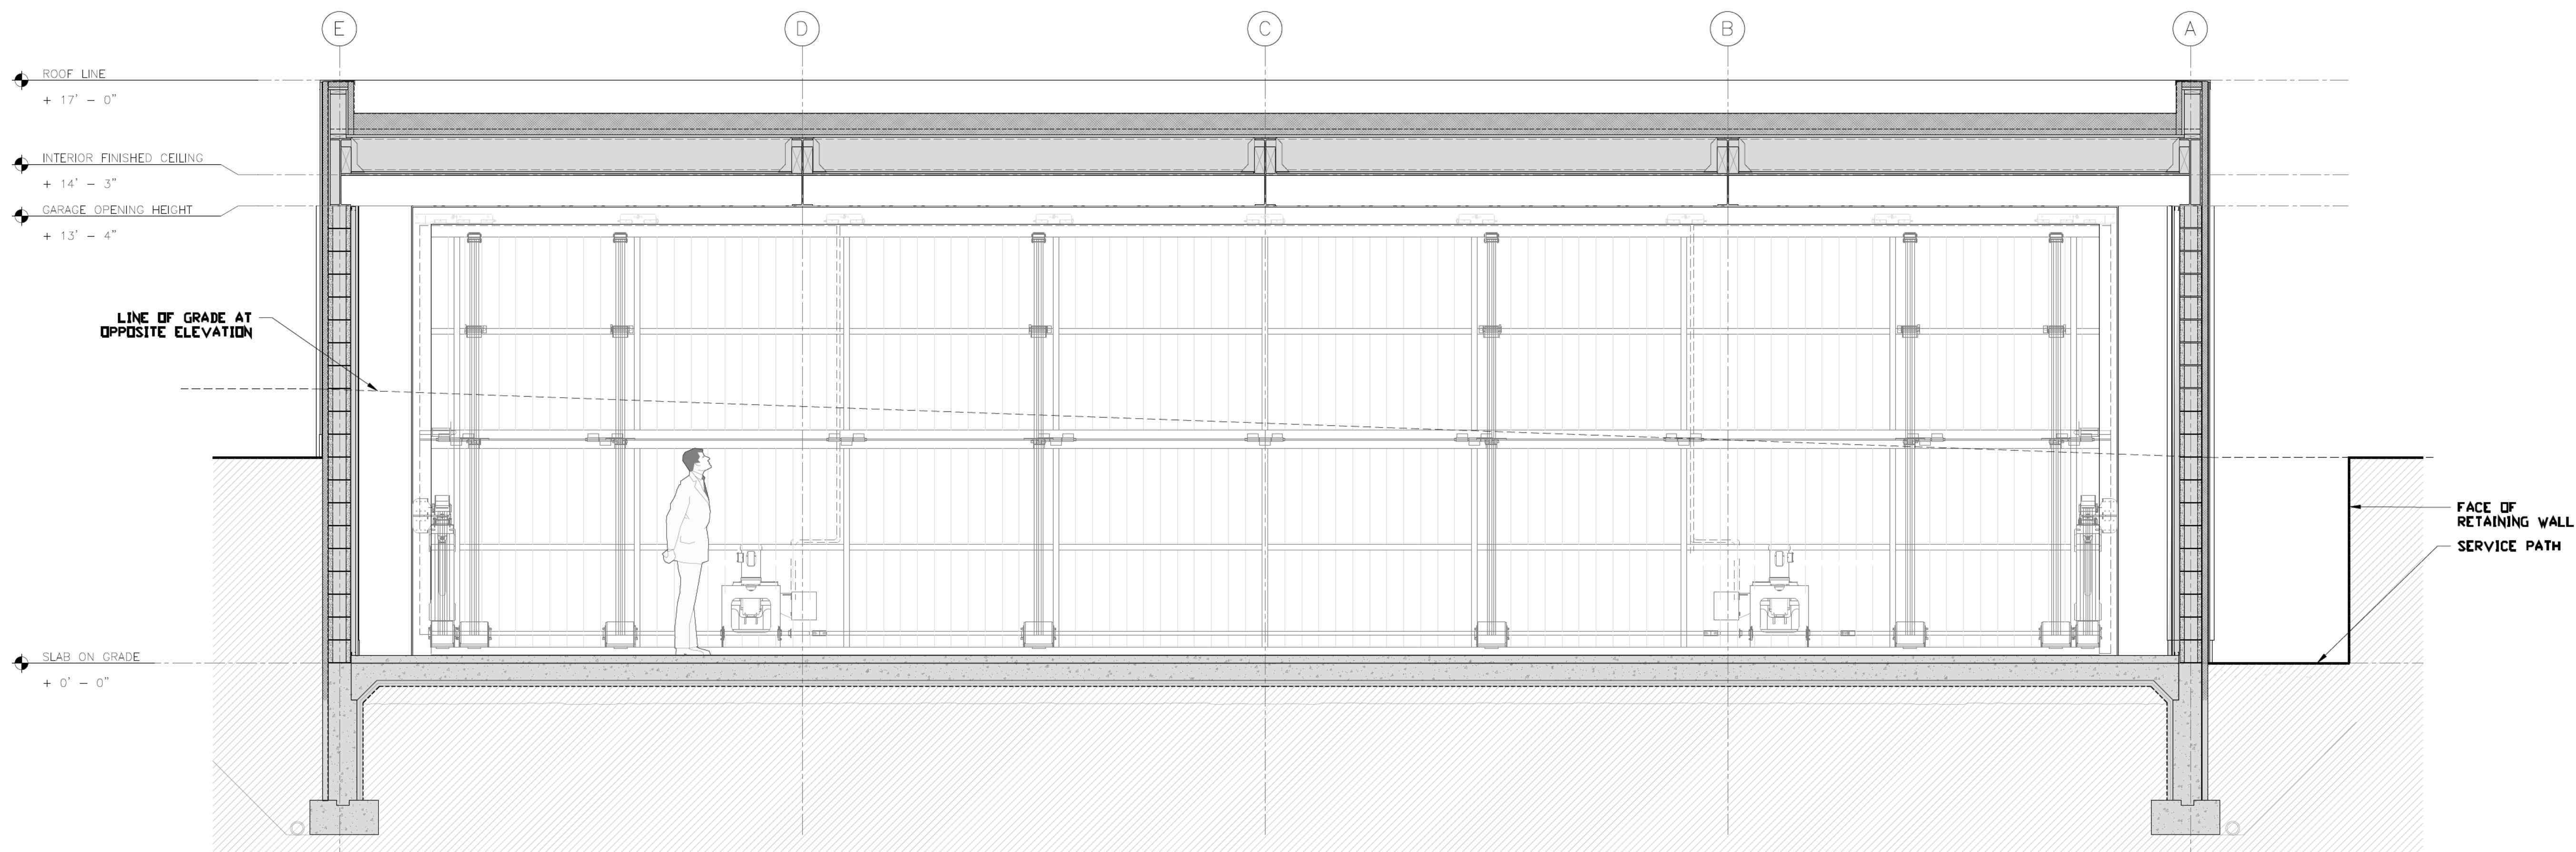 E
D
C
B
A
ROOF LINE
+ 17' - 0"
INTERIOR FINISHED CEILING
+ 14' - 3"
GARAGE OPENING HEIGHT
+ 13' - 4"
LINE OF GRADE AT
OPPOSITE ELEVATION
FACE OF
RETAINING WALL
SERVICE PATH
SLAB ON GRADE
+ 0' - 0"